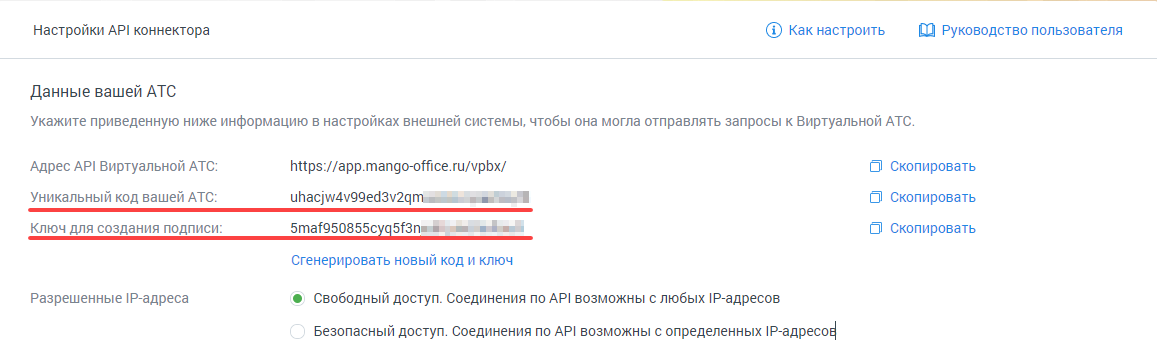 Настройки API коннектора Как настроить Руководство пользователя
Данные вашей АТС
Укажите приведенную ниже информацию в настройках внешней системы, чтобы она могла отправлять запросы к Виртуальной АТС.
Адрес API Виртуальной АТС: https://app.mango-office.ru/vpbx/ Скопировать
Уникальный код вашей АТС: uhacjw4v99ed3v2qm Скопировать
Ключ для создания подписи: 5maf950855cyq5f3n Скопировать
Сгенерировать новый код и ключ
Разрешенные IP-адреса Свободный доступ. Соединения по API возможны с любых IP-адресов
Безопасный доступ. Соединения по API возможны с определенных IP-адресов